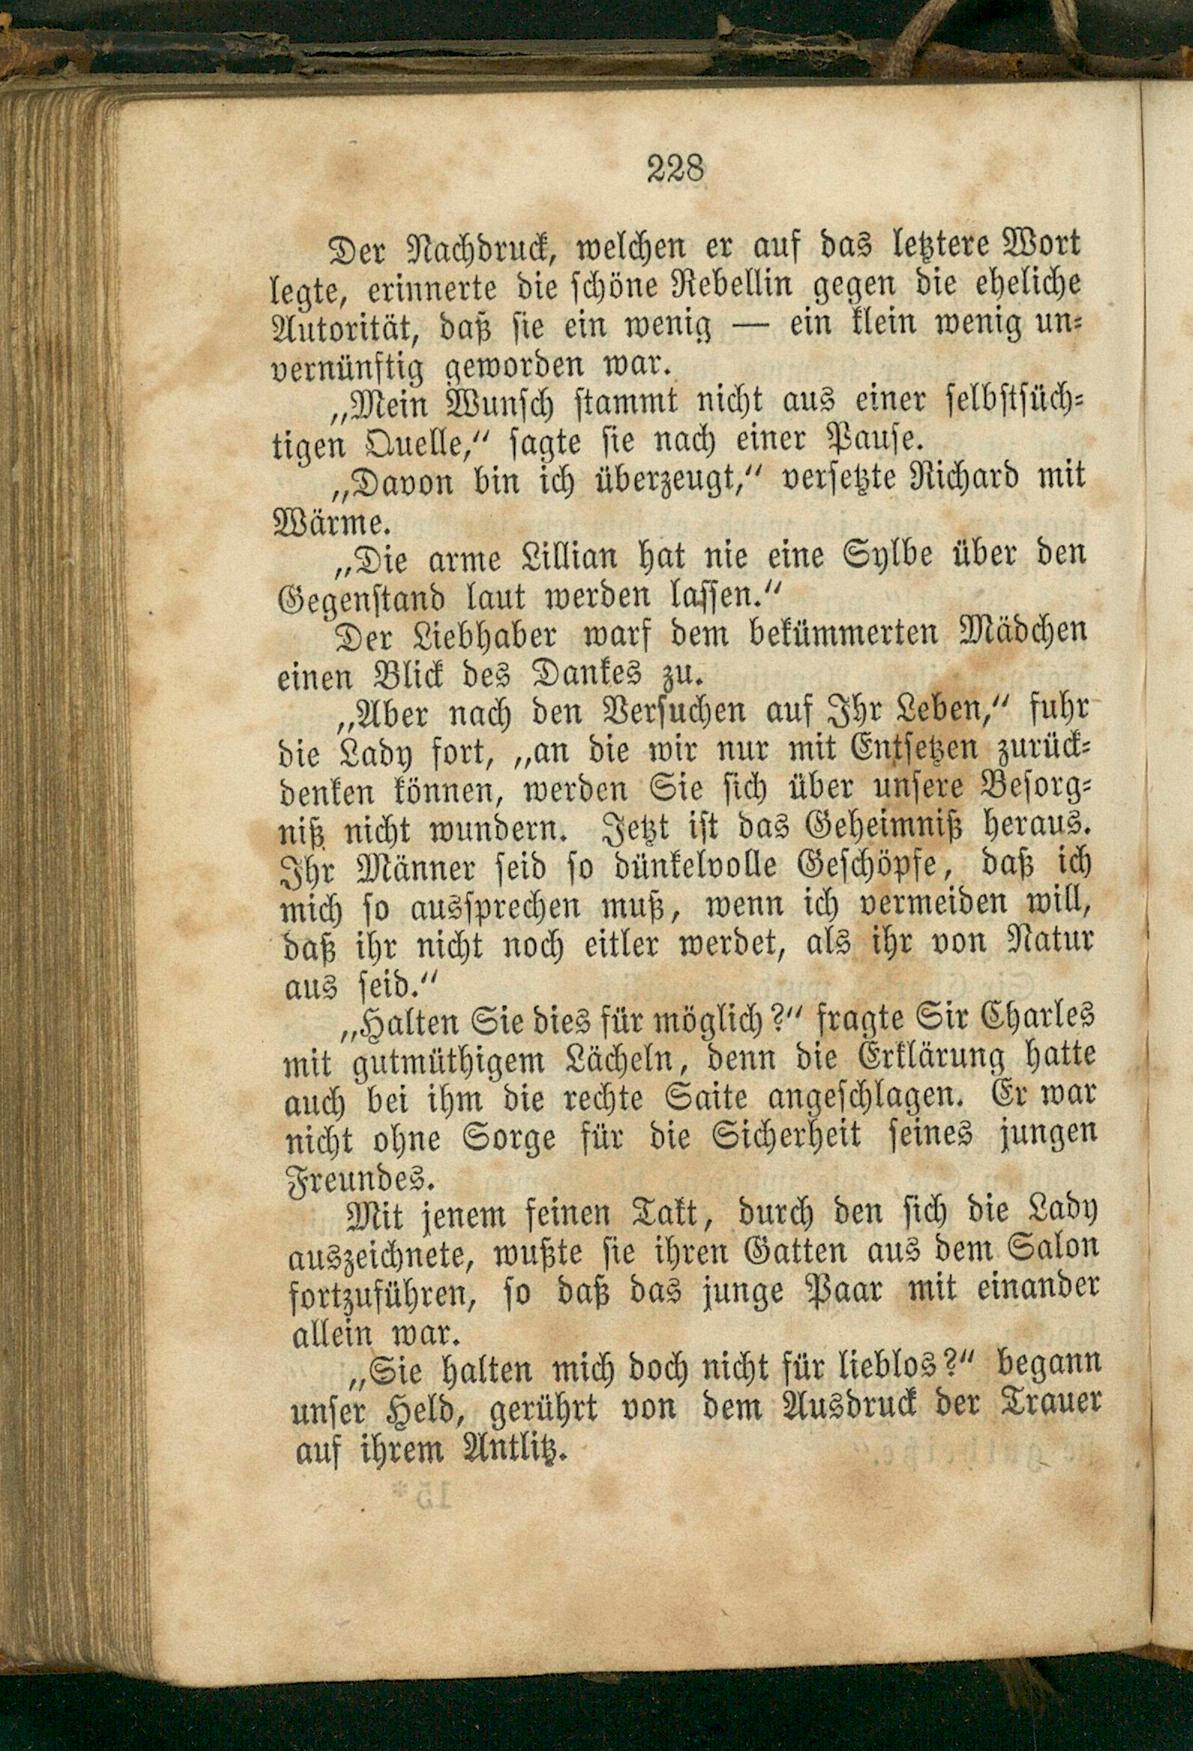 228
Der Nachdruck, welchen er auf das letztere Wort
legte, erinnerte die schöne Rebellin gegen die eheliche
Autorität, daß sie ein wenig — ein klein wenig un-
vernünftig geworden war.
„Mein Wunsch stammt nicht aus einer selbstsüch-
tigen Quelle,“ sagte sie nach einer Pause.
„Davon bin ich überzeugt,“ versetzte Richard mit
Wärme.
„Die arme Lillian hat nie eine Sylbe über den
Gegenstand laut werden lassen.“
Der Liebhaber warf dem bekümmerten Mädchen
einen Blick des Dankes zu.
„Aber nach den Versuchen auf Ihr Leben,“ fuhr
die Lady fort, „an die wir nur mit Entsetzen zurück-
denken können, werden Sie sich über unsere Besorg-
niß nicht wundern. Jetzt ist das Geheimniß heraus.
Ihr Männer seid so dünkelvolle Geschöpfe, daß ich
mich so aussprechen muß, wenn ich vermeiden will,
daß ihr nicht noch eitler werdet, als ihr von Natur
aus seid.“
„Halten Sie dies für möglich?“ fragte Sir Charles
mit gutmüthigem Lächeln, denn die Erklärung hatte
auch bei ihm die rechte Saite angeschlagen. Er war
nicht ohne Sorge für die Sicherheit seines jungen
Freundes.
Mit jenem feinen Takt, durch den sich die Lady
auszeichnete, wußte sie ihren Gatten aus dem Salon
fortzuführen, so daß das junge Paar mit einander
allein war.
„Sie halten mich doch nicht für lieblos?“ begann
unser Held, gerührt von dem Ausdruck der Trauer
auf ihrem Antlitz.